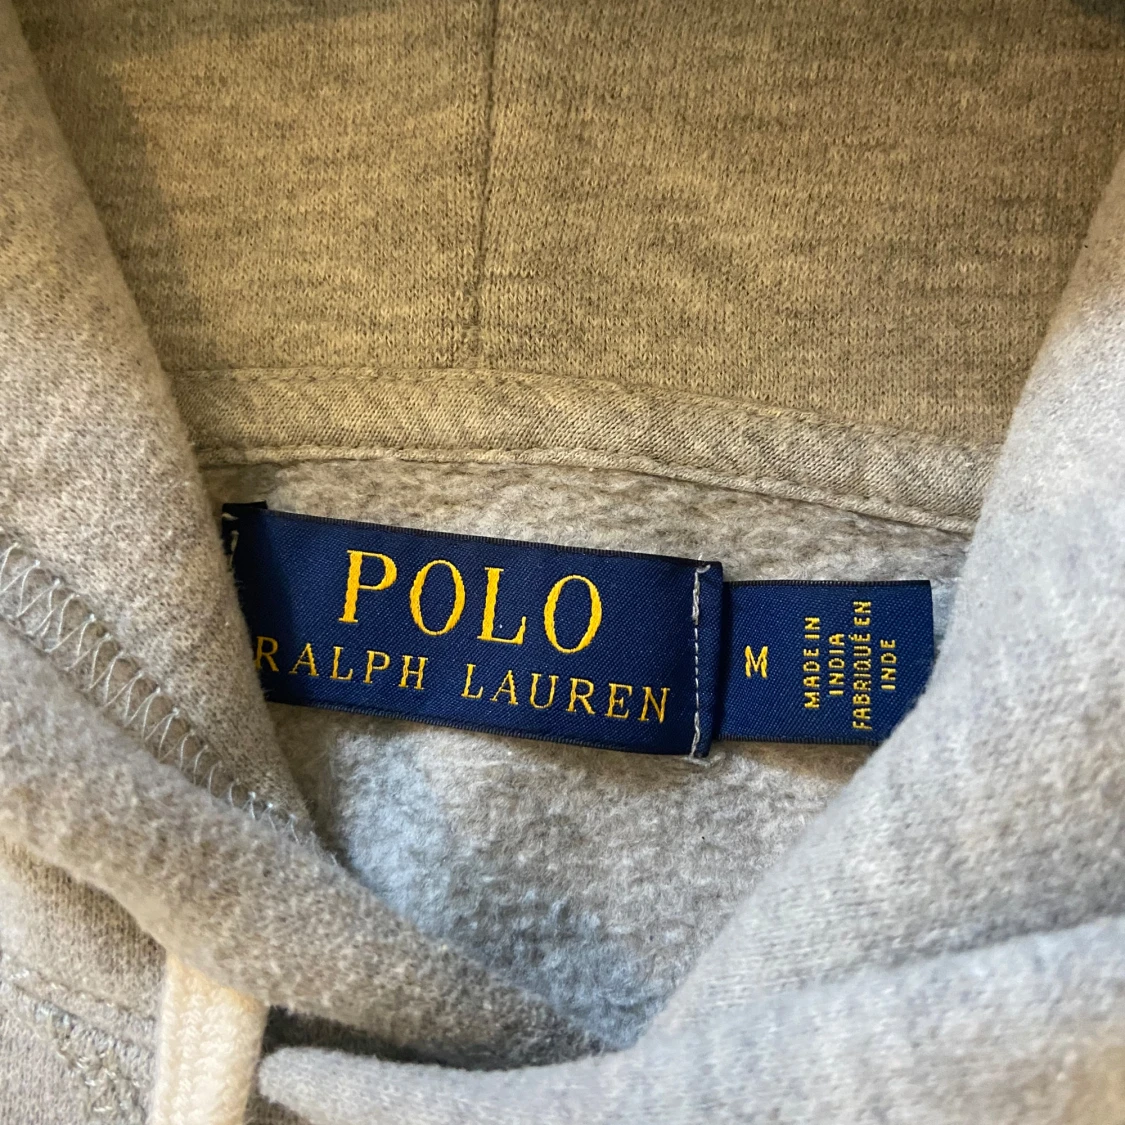 POLO
RALPH LAUREN
M
MADE IN
INDIA
FABRIQUÉ EN
INDE